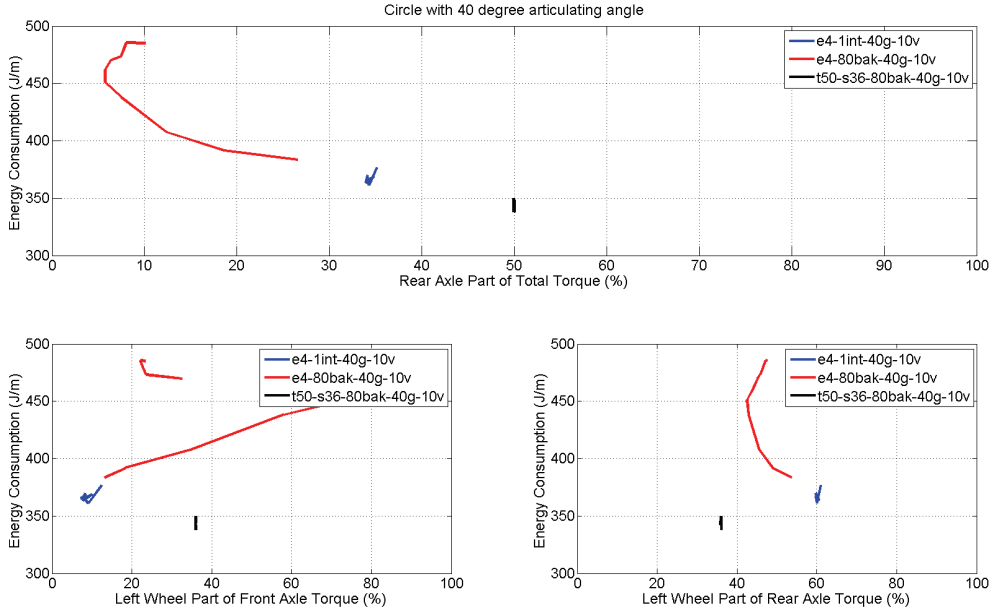 Circle with 40 degree articulating angle
500
450
400
350
300
Energy Consumption (J/m)
e4-1int-40g-10v
e4-80bak-40g-10v
t50-s36-80bak-40g-10v
0 10 20 30 40 50 60 70 80 90 100
Rear Axle Part of Total Torque (%)
500
450
400
350
300
Energy Consumption (J/m)
e4-1int-40g-10v
e4-80bak-40g-10v
t50-s36-80bak-40g-10v
0 20 40 60 80 100
Left Wheel Part of Front Axle Torque (%)
500
450
400
350
300
Energy Consumption (J/m)
e4-1int-40g-10v
e4-80bak-40g-10v
t50-s36-80bak-40g-10v
0 20 40 60 80 100
Left Wheel Part of Rear Axle Torque (%)